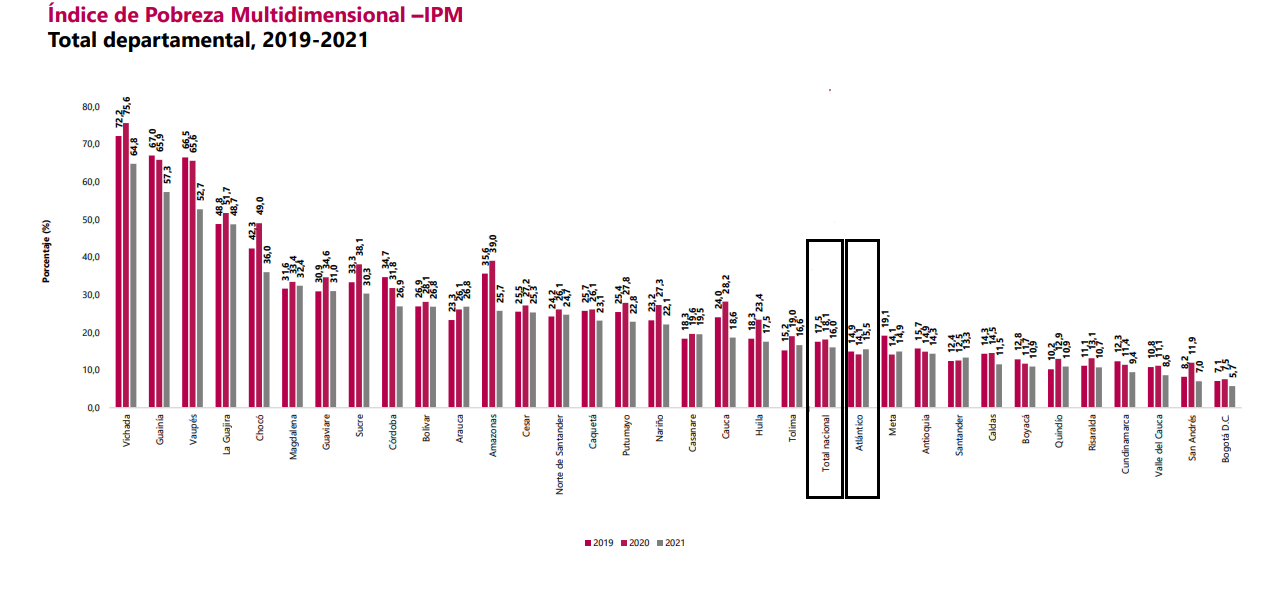 Índice de Pobreza Multidimensional –IPM
Total departamental, 2019-2021
Porcentaje (%)
80,0
70,0
60,0
50,0
40,0
30,0
20,0
10,0
0,0
72,2 75,6 64,8
67,0 65,9 57,3
66,5 65,6 52,7
48,8 51,7 48,7
42,3 49,0 36,0
31,6 33,4 32,4
30,9 34,6 31,0
33,3 38,1 30,3
34,7 31,8 26,9
26,9 28,1 26,8
23,3 26,1 26,8
35,6 39,0 25,7
25,5 27,2 25,3
24,2 26,1 24,7
25,7 26,1 23,1
25,4 27,8 22,8
23,2 27,3 22,1
18,3 19,6 19,5
24,0 28,2 18,6
18,3 23,4 17,5
15,2 19,0 16,6
17,5 18,1 16,0
14,9 14,1 15,5
19,1 14,1 14,9
15,7 14,9 14,3
12,4 12,5 13,3
14,3 14,5 11,5
12,8 11,7 10,9
10,2 12,9 10,9
11,1 13,1 10,7
12,3 11,4 9,4
10,8 11,1 8,6
8,2 11,9 7,0
7,1 7,5 5,7
Vichada
Guainía
Vaupés
La Guajira
Chocó
Magdalena
Guaviare
Sucre
Córdoba
Bolívar
Arauca
Amazonas
Cesar
Norte de Santander
Caquetá
Putumayo
Nariño
Casanare
Cauca
Huila
Tolima
Total nacional
Atlántico
Meta
Antioquia
Santander
Caldas
Boyacá
Quindio
Risaralda
Cundinamarca
Valle del Cauca
San Andrés
Bogotá D.C.
2019 2020 2021